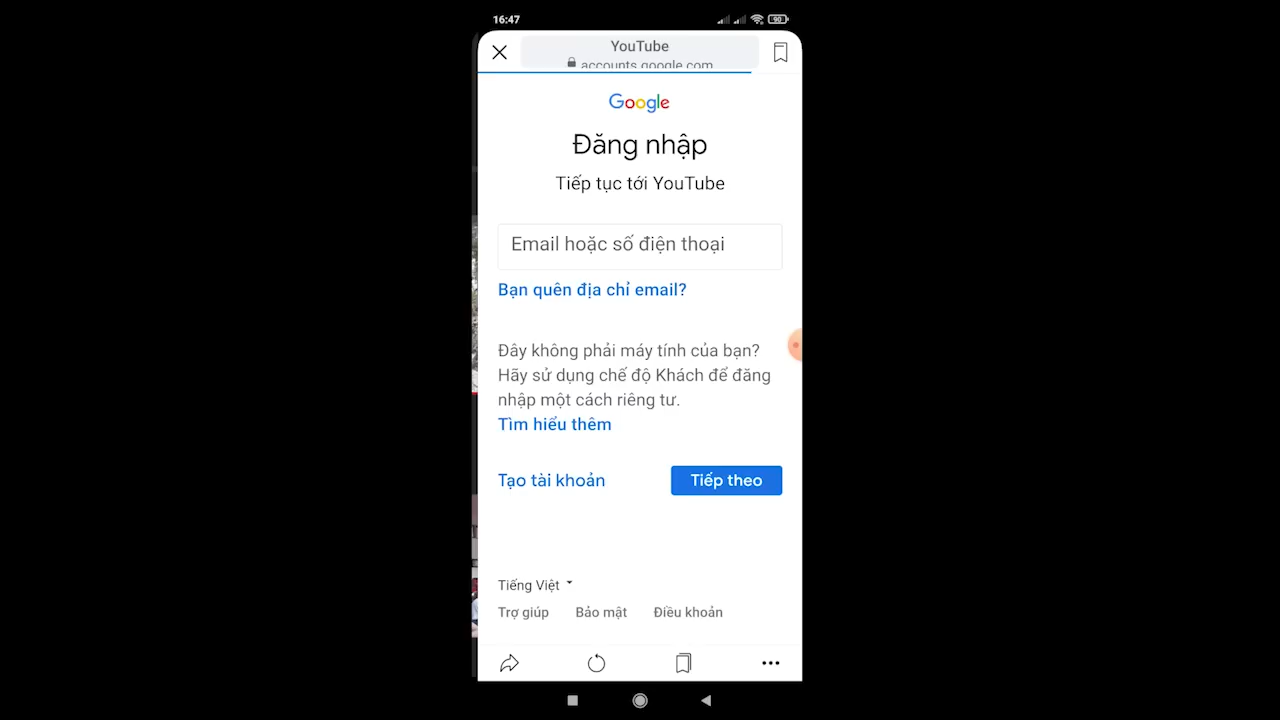 16:47
90
YouTube
accounts.google.com
Google
Đăng nhập
Tiếp tục tới YouTube
Email hoặc số điện thoại
Bạn quên địa chỉ email?
Đây không phải máy tính của bạn?
Hãy sử dụng chế độ Khách để đăng
nhập một cách riêng tư.
Tìm hiểu thêm
Tạo tài khoản
Tiếp theo
Tiếng Việt
Trợ giúp
Bảo mật
Điều khoản